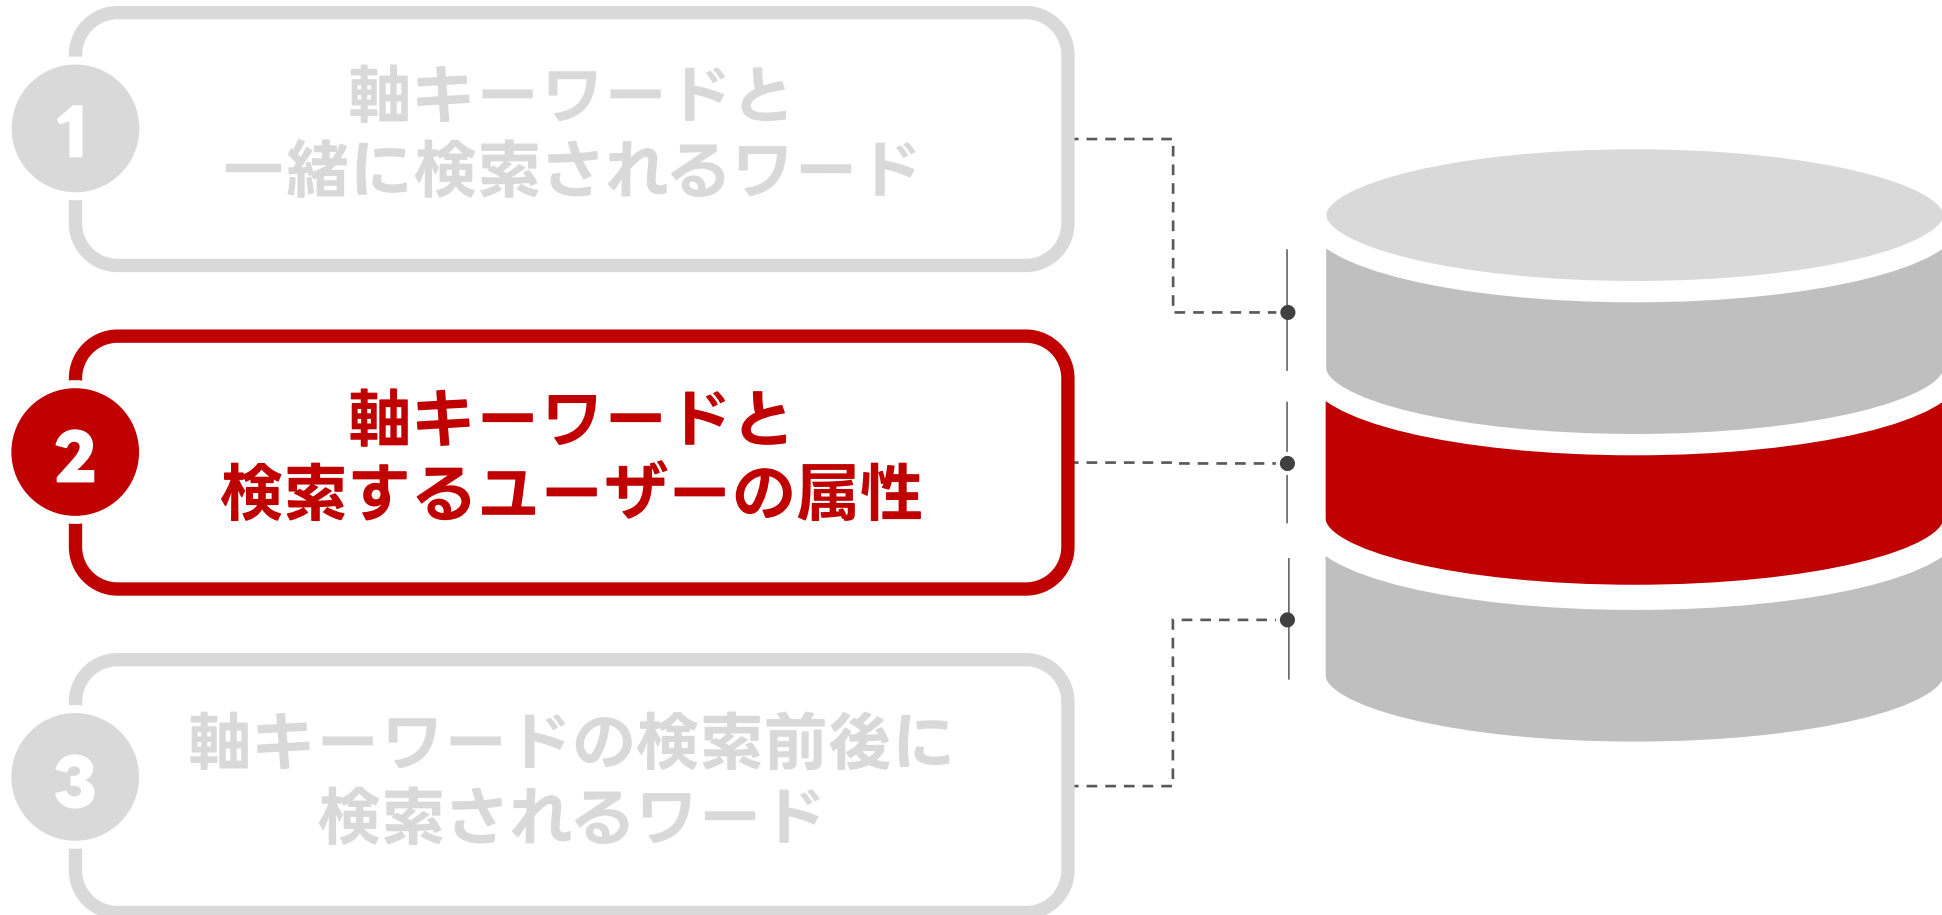 1
軸キーワードと
一緒に検索されるワード
2
軸キーワードと
検索するユーザーの属性
3
軸キーワードの検索前後に
検索されるワード